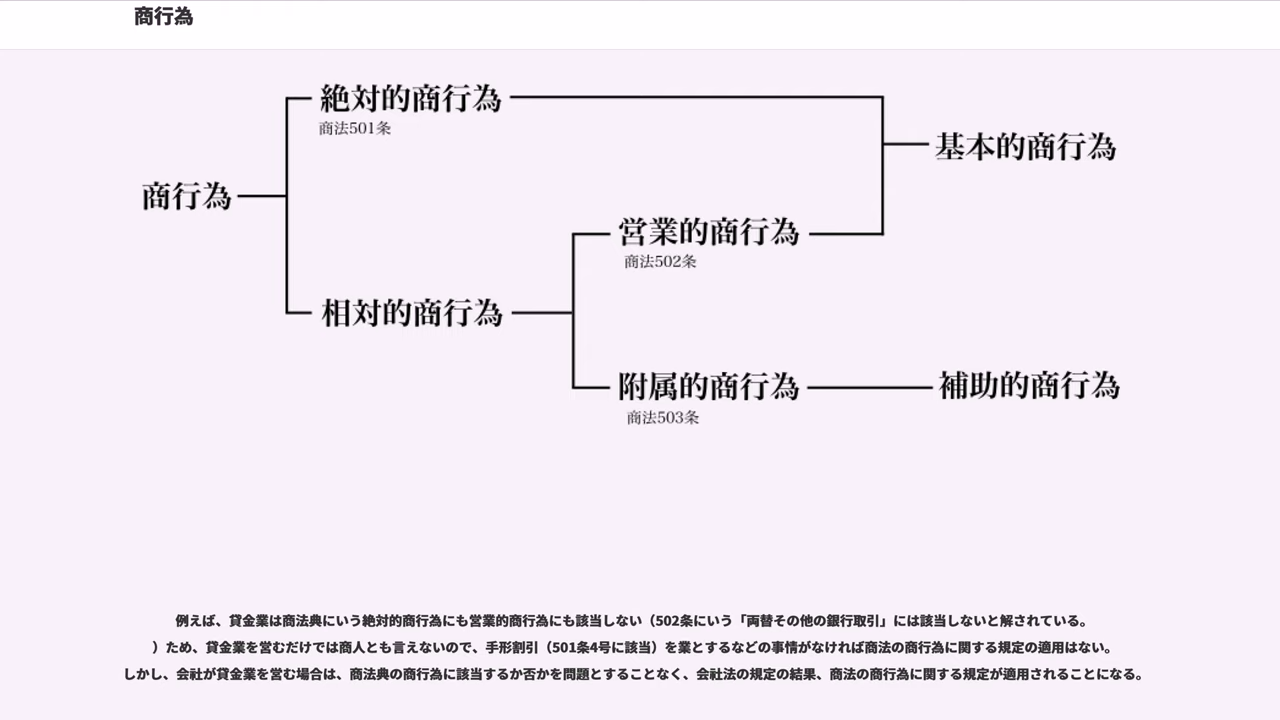 商行為
絶対的商行為
商法501条
基本的商行為
商行為
営業的商行為
商法502条
相対的商行為
附属的商行為
補助的商行為
商法503条
例えば、貸金業は商法典にいう絶対的商行為にも営業的商行為にも該当しない（502条にいう「両替その他の銀行取引」には該当しないと解されている。
）ため、貸金業を営むだけでは商人とも言えないので、手形割引（501条4号に該当）を業とするなどの事情がなければ商法の商行為に関する規定の適用はない。
しかし、会社が貸金業を営む場合は、商法典の商行為に該当するか否かを問題とすることなく、会社法の規定の結果、商法の商行為に関する規定が適用されることになる。